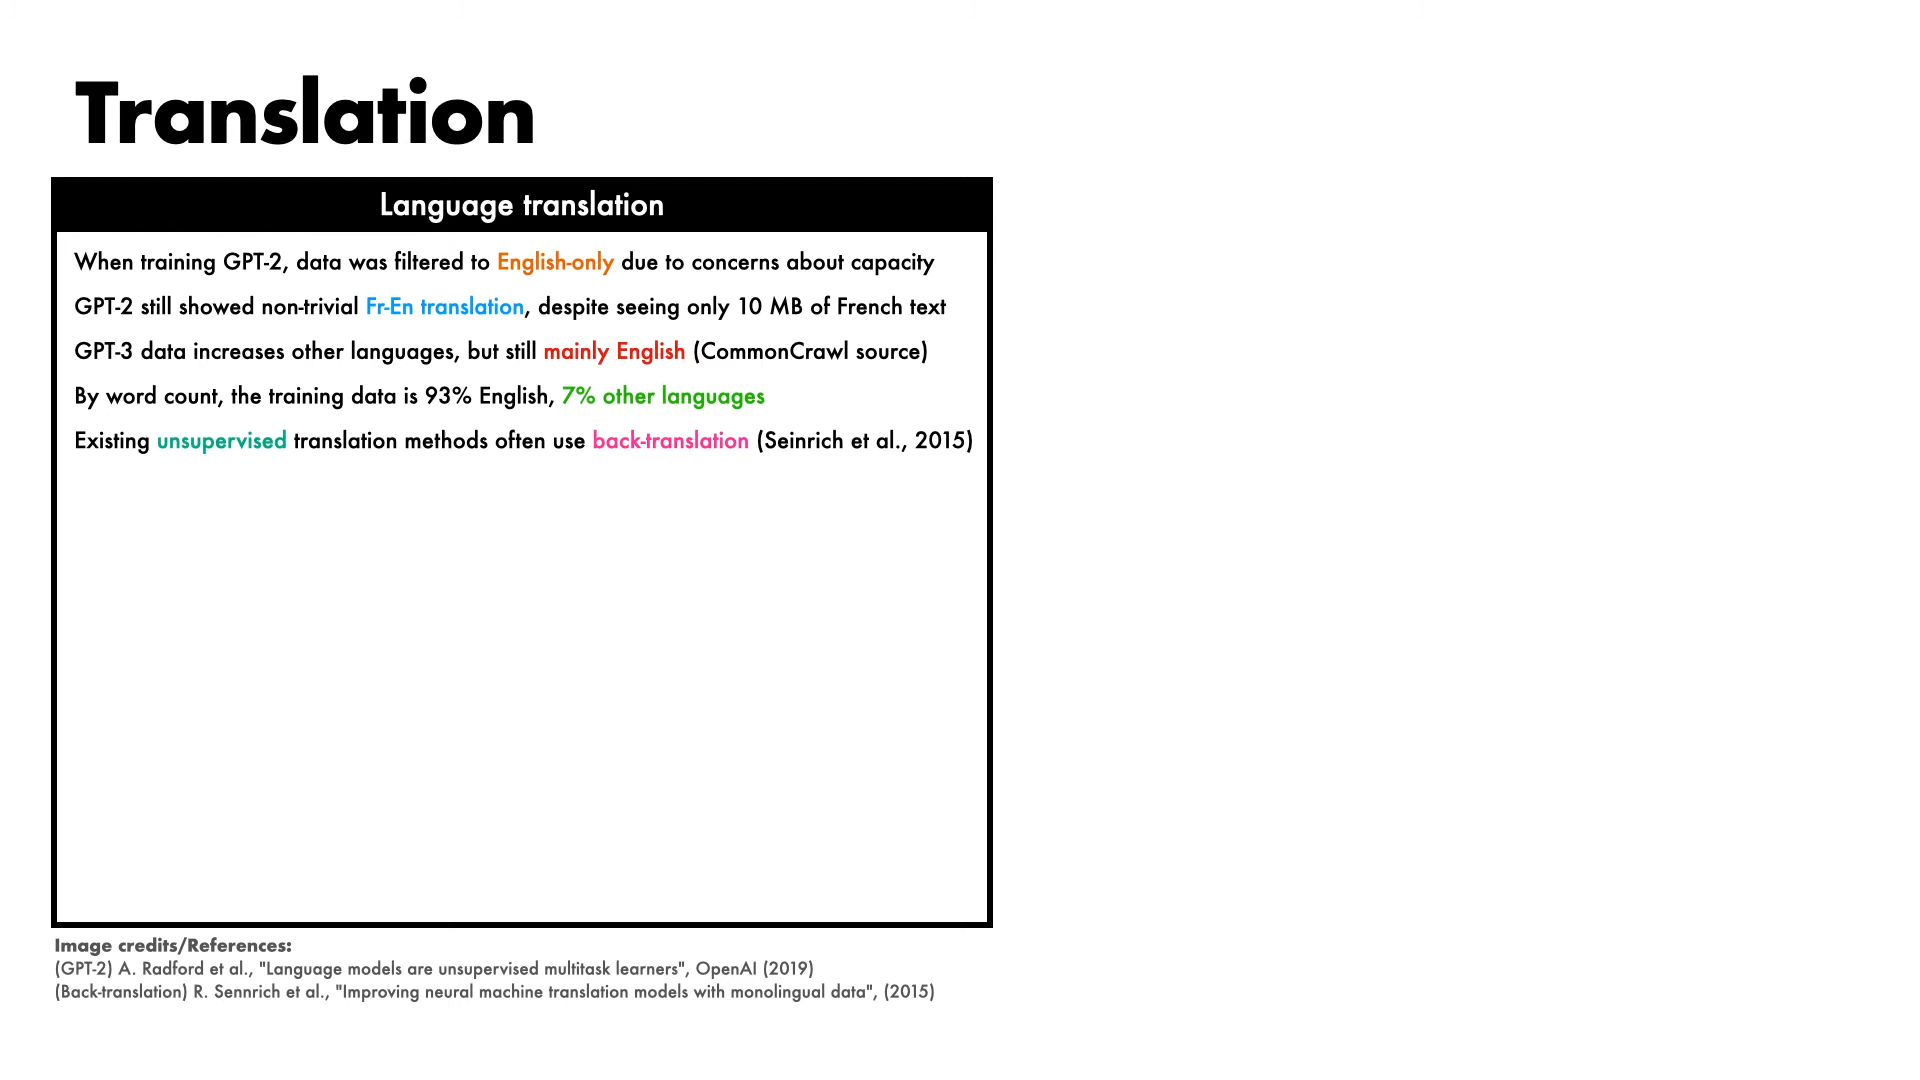 Translation
Language translation
When training GPT-2, data was filtered to English-only due to concerns about capacity
GPT-2 still showed non-trivial Fr-En translation, despite seeing only 10 MB of French text
GPT-3 data increases other languages, but still mainly English (CommonCrawl source)
By word count, the training data is 93% English, 7% other languages
Existing unsupervised translation methods often use back-translation (Seinrich et al., 2015)
Image credits/References:
(GPT-2) A. Radford et al., "Language models are unsupervised multitask learners", OpenAI (2019)
(Back-translation) R. Sennrich et al., "Improving neural machine translation models with monolingual data", (2015)